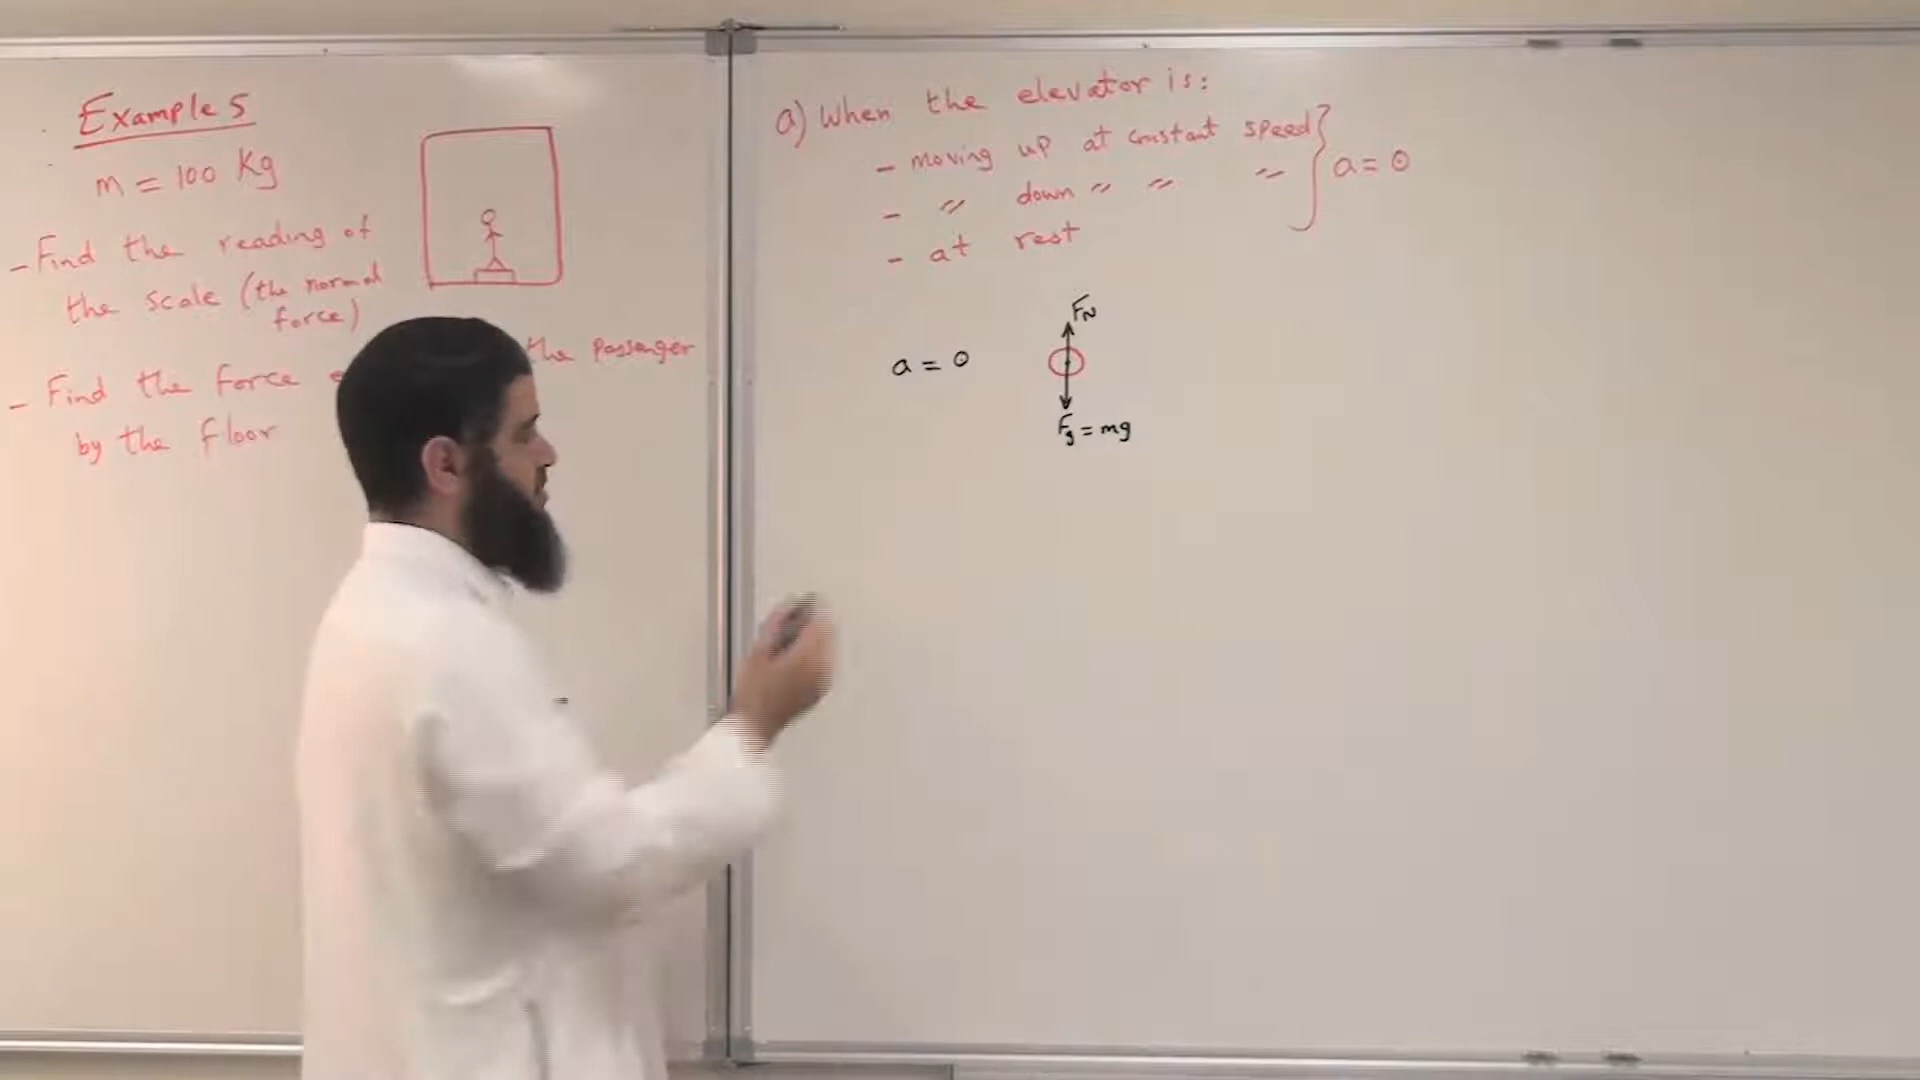 Example 5
m = 100 Kg
- Find the reading of
the scale (the normal
force)
- Find the force the passenger
by the floor
a) When the elevator is:
- moving up at constant speed
- 〃 down 〃 〃 〃
- at rest
a = 0
a = 0
FN
Fg = mg